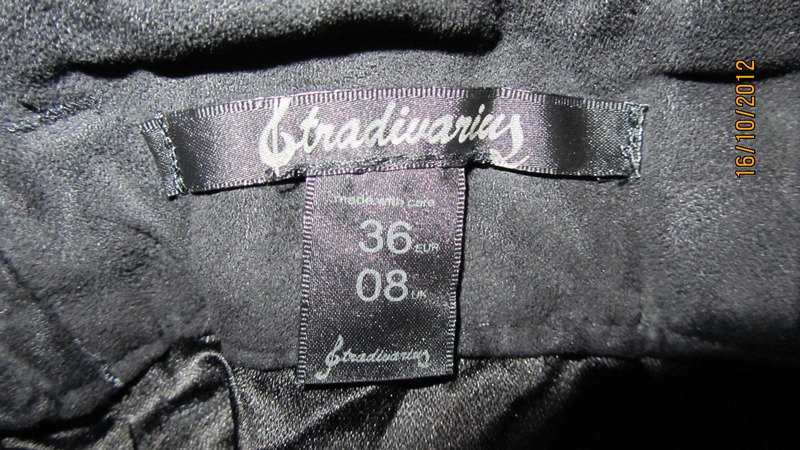 Stradivarius
made with care
36 EUR
08 UK
Stradivarius
16/10/2012